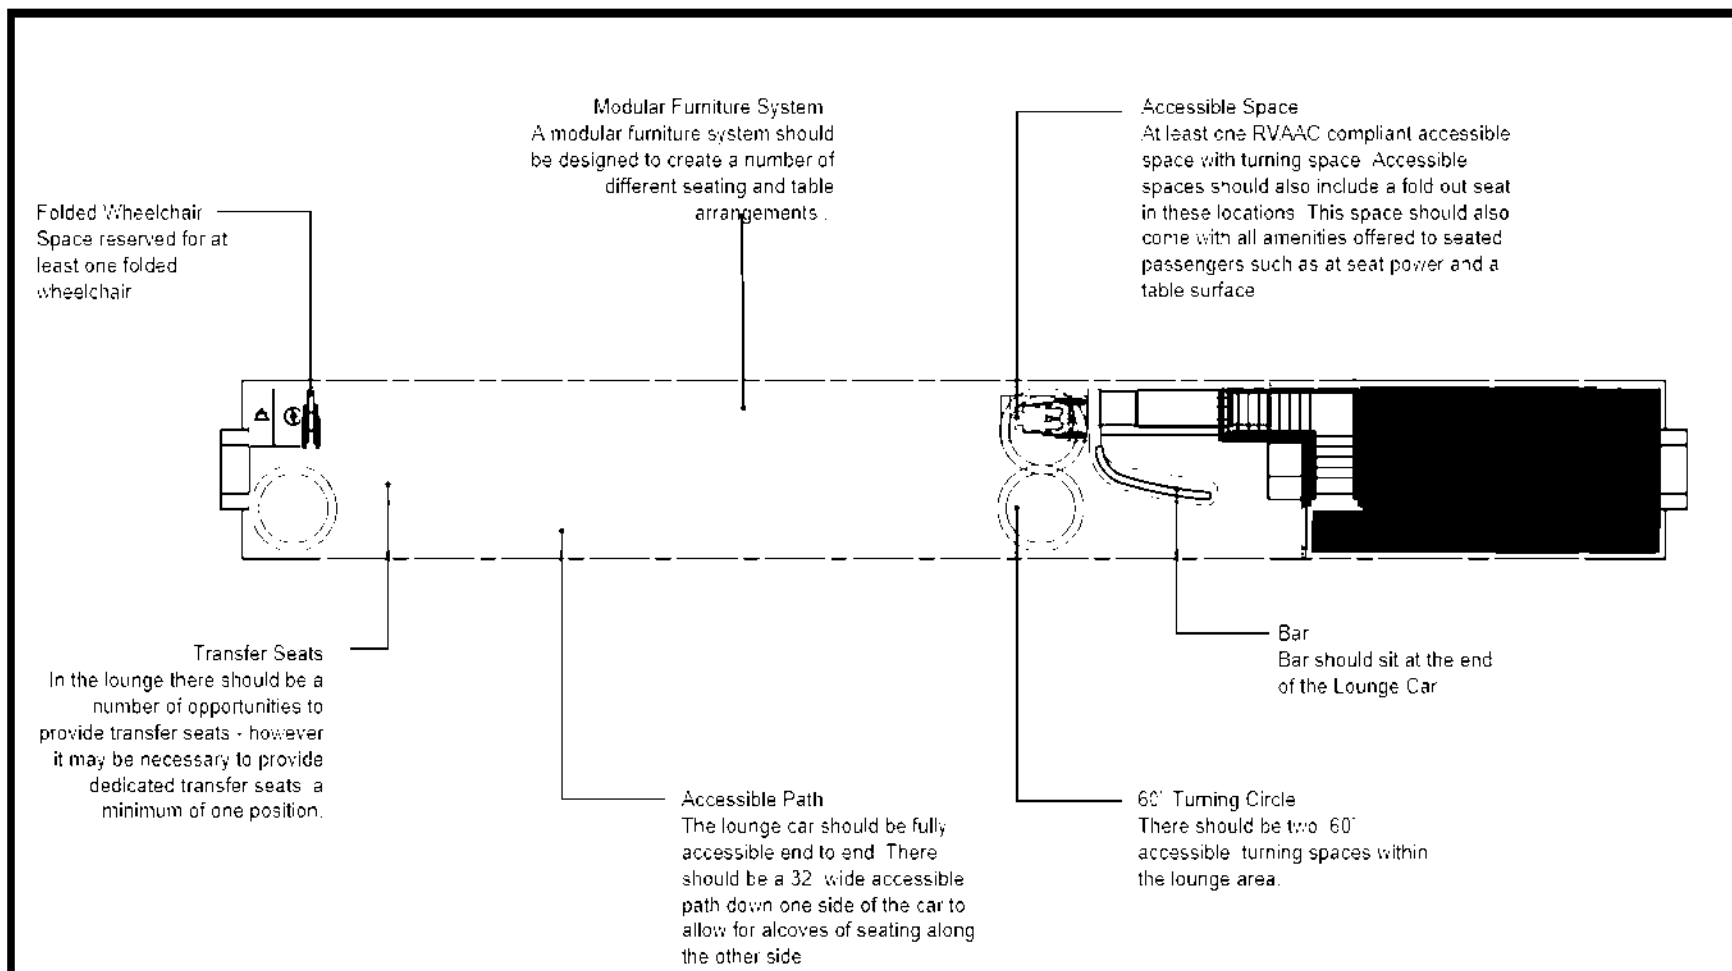 Modular Furniture System
A modular furniture system should
be designed to create a number of
different seating and table
arrangements .
Accessible Space
At least one RVAAC compliant accessible
space with turning space Accessible
spaces should also include a fold out seat
in these locations This space should also
come with all amenities offered to seated
passengers such as at seat power and a
table surface
Folded Wheelchair
Space reserved for at
least one folded
wheelchair
Transfer Seats
In the lounge there should be a
number of opportunities to
provide transfer seats - however
it may be necessary to provide
dedicated transfer seats a
minimum of one position.
Bar
Bar should sit at the end
of the Lounge Car
Accessible Path
The lounge car should be fully
accessible end to end There
should be a 32 wide accessible
path down one side of the car to
allow for alcoves of seating along
the other side
60" Turning Circle
There should be two 60"
accessible turning spaces within
the lounge area.